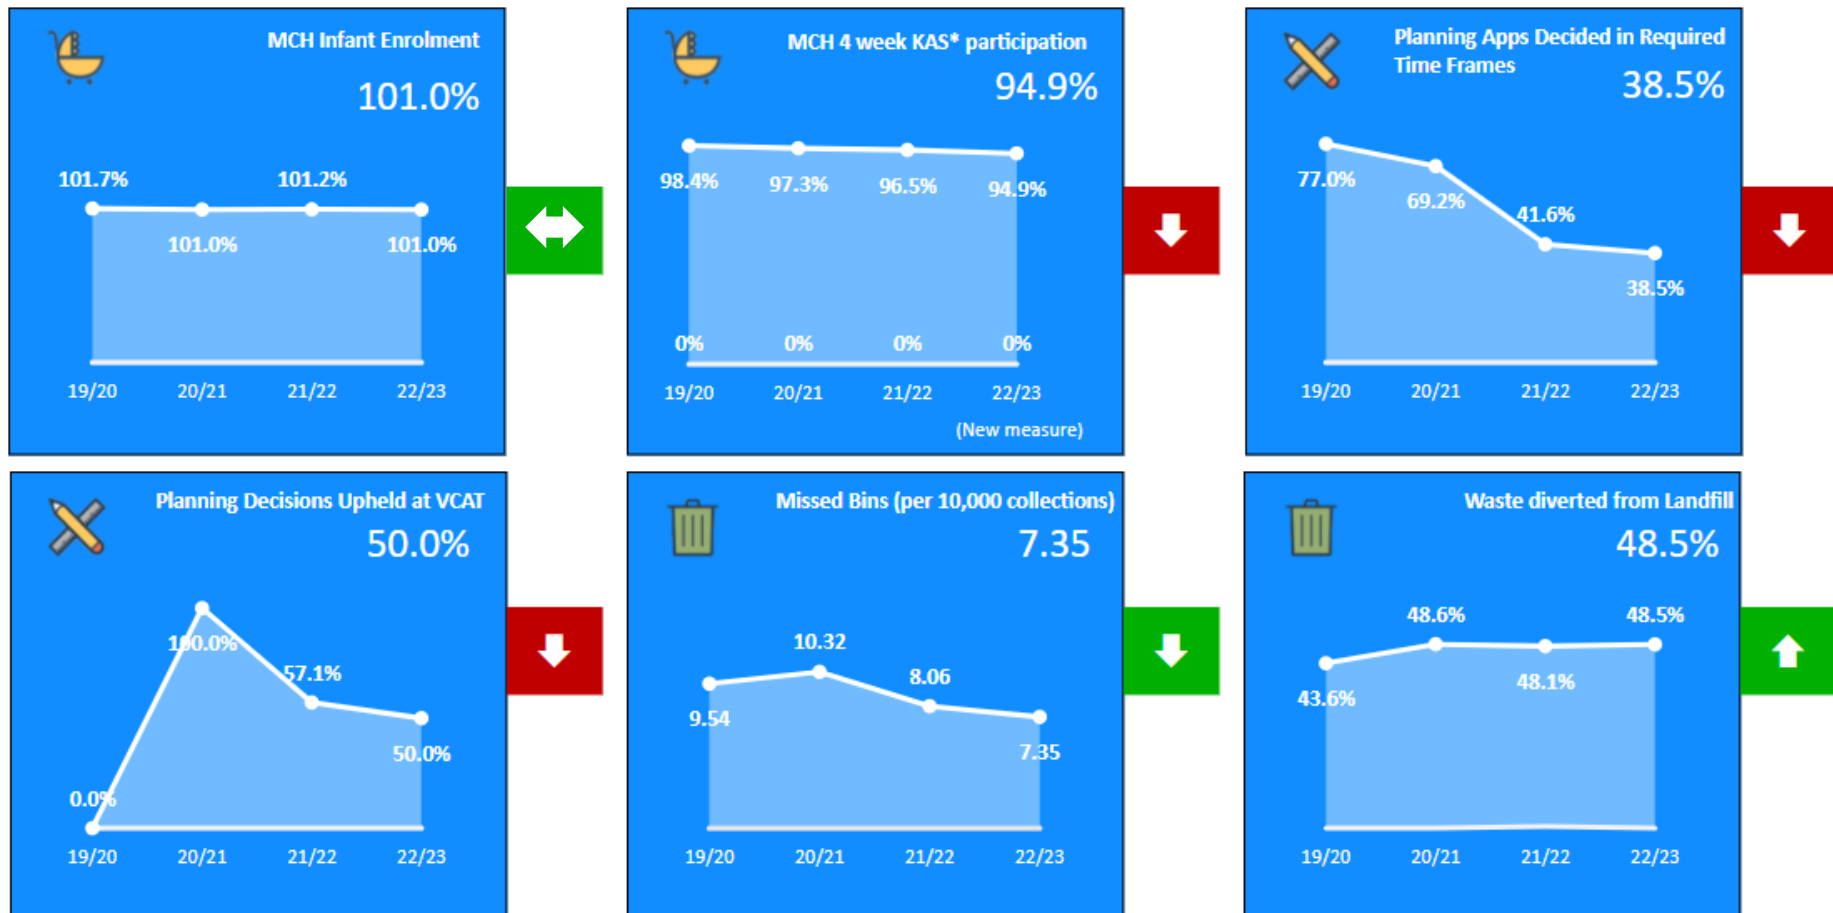 MCH Infant Enrolment
101.0%
101.7%
101.2%
101.0%
101.0%
19/20 20/21 21/22 22/23
MCH 4 week KAS* participation
94.9%
98.4% 97.3% 96.5% 94.9%
0% 0% 0% 0%
19/20 20/21 21/22 22/23
(New measure)
Planning Apps Decided in Required
Time Frames
38.5%
77.0%
69.2%
41.6%
38.5%
19/20 20/21 21/22 22/23
Planning Decisions Upheld at VCAT
50.0%
0.0%
100.0%
57.1%
50.0%
19/20 20/21 21/22 22/23
Missed Bins (per 10,000 collections)
7.35
9.54
10.32
8.06
7.35
19/20 20/21 21/22 22/23
Waste diverted from Landfill
48.5%
43.6%
48.6%
48.1%
48.5%
19/20 20/21 21/22 22/23